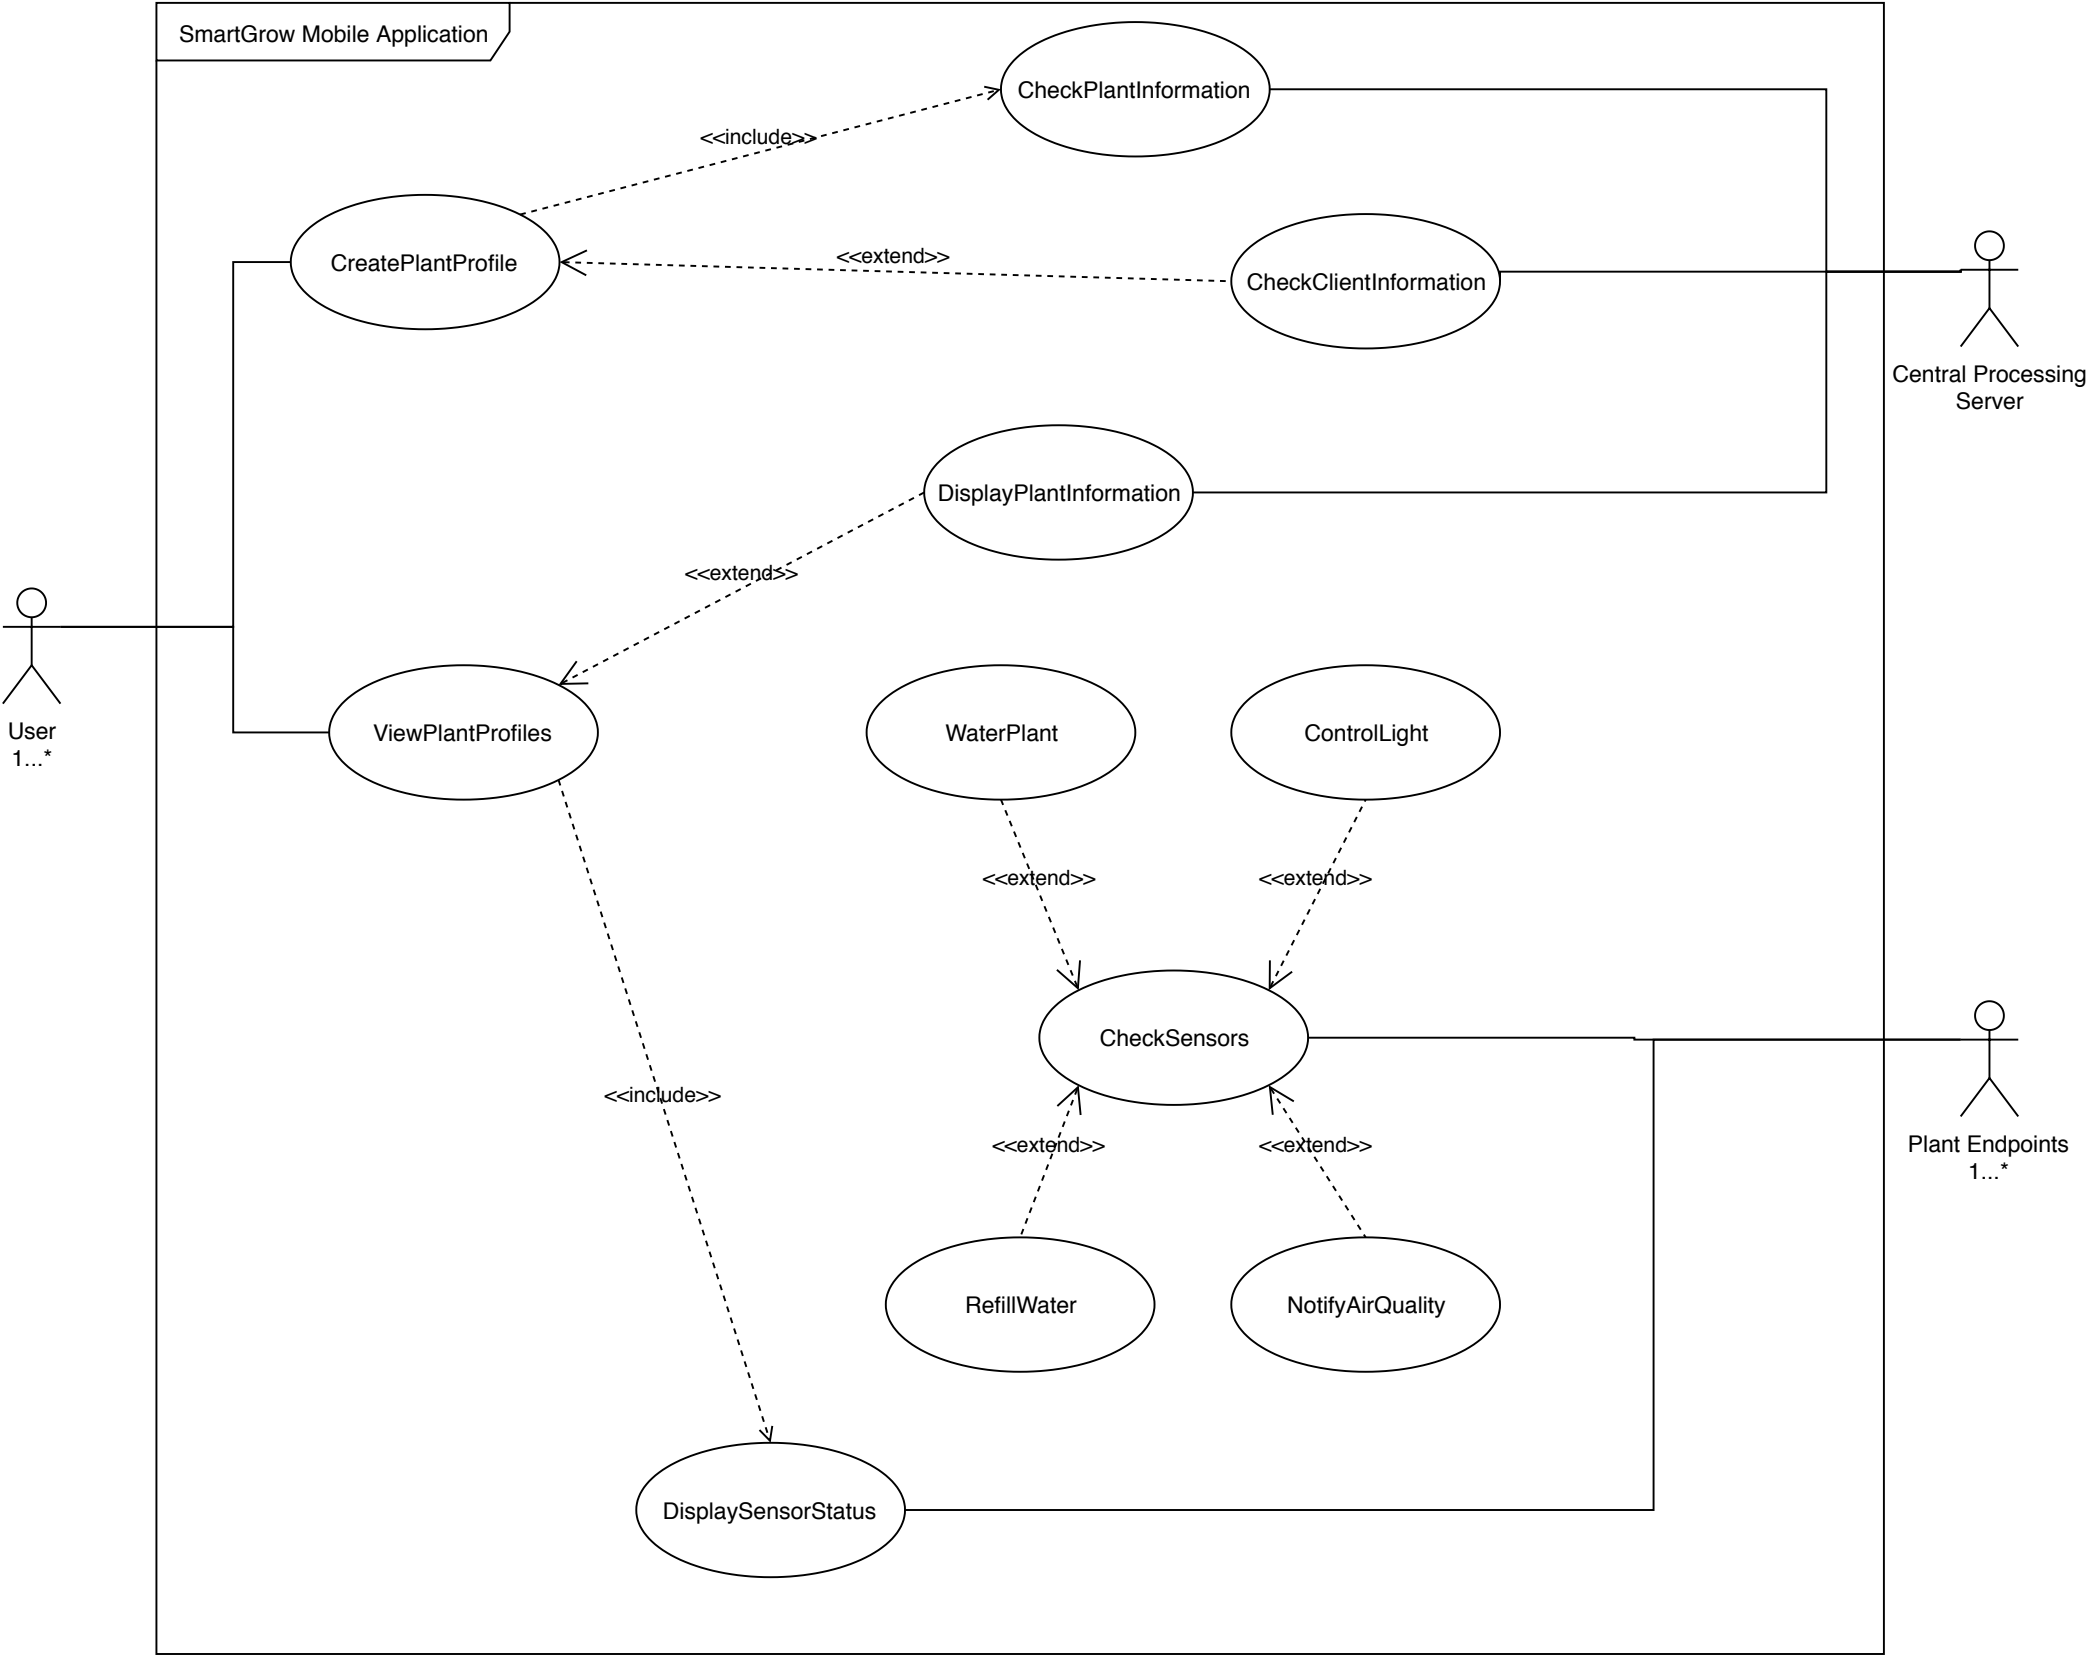 SmartGrow Mobile Application
CheckPlantInformation
<<include>>
CreatePlantProfile
<<extend>>
CheckClientInformation
Central Processing
Server
DisplayPlantInformation
<<extend>>
User
1...*
ViewPlantProfiles
WaterPlant
ControlLight
<<extend>>
<<extend>>
CheckSensors
<<include>>
<<extend>>
<<extend>>
Plant Endpoints
1...*
RefillWater
NotifyAirQuality
DisplaySensorStatus